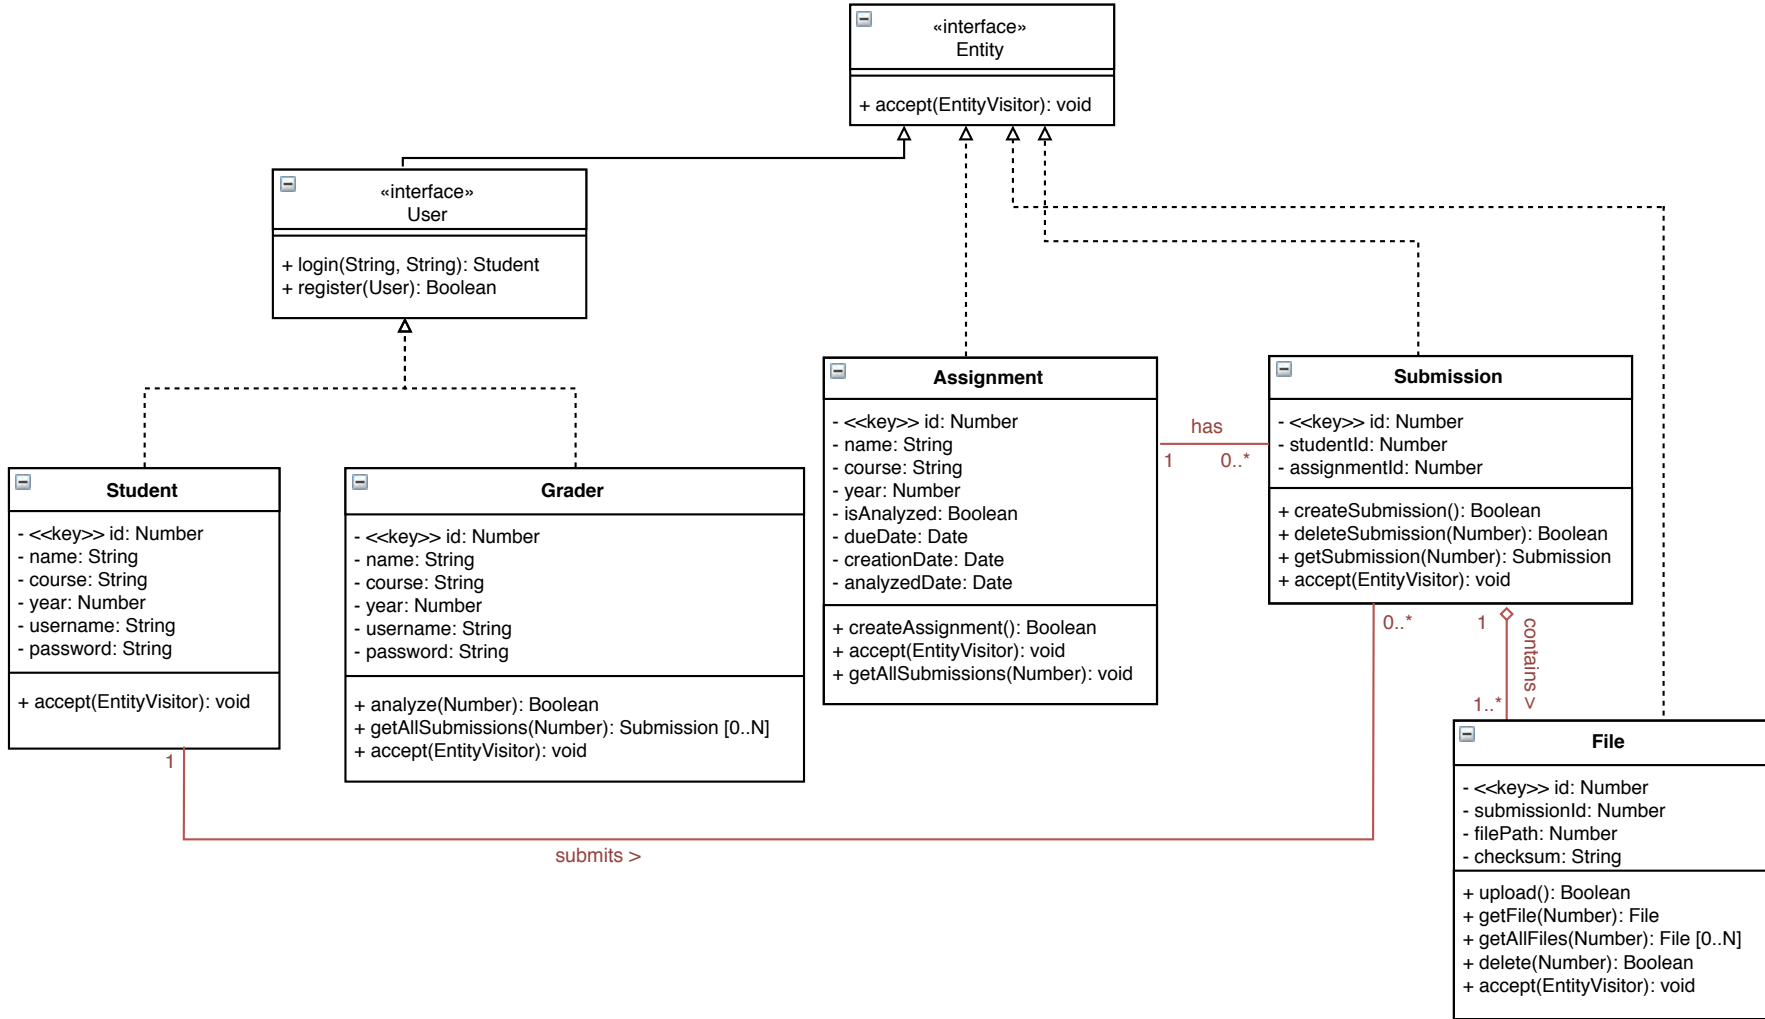 «interface»
Entity
+ accept(EntityVisitor): void
«interface»
User
+ login(String, String): Student
+ register(User): Boolean
Assignment
- <<key>> id: Number
- name: String
- course: String
- year: Number
- isAnalyzed: Boolean
- dueDate: Date
- creationDate: Date
- analyzedDate: Date
+ createAssignment(): Boolean
+ accept(EntityVisitor): void
+ getAllSubmissions(Number): void
has
1
0..*
Submission
- <<key>> id: Number
- studentId: Number
- assignmentId: Number
+ createSubmission(): Boolean
+ deleteSubmission(Number): Boolean
+ getSubmission(Number): Submission
+ accept(EntityVisitor): void
Student
- <<key>> id: Number
- name: String
- course: String
- year: Number
- username: String
- password: String
+ accept(EntityVisitor): void
Grader
- <<key>> id: Number
- name: String
- course: String
- year: Number
- username: String
- password: String
+ analyze(Number): Boolean
+ getAllSubmissions(Number): Submission [0..N]
+ accept(EntityVisitor): void
0..*
1
contains >
1..*
1
submits >
File
- <<key>> id: Number
- submissionId: Number
- filePath: Number
- checksum: String
+ upload(): Boolean
+ getFile(Number): File
+ getAllFiles(Number): File [0..N]
+ delete(Number): Boolean
+ accept(EntityVisitor): void